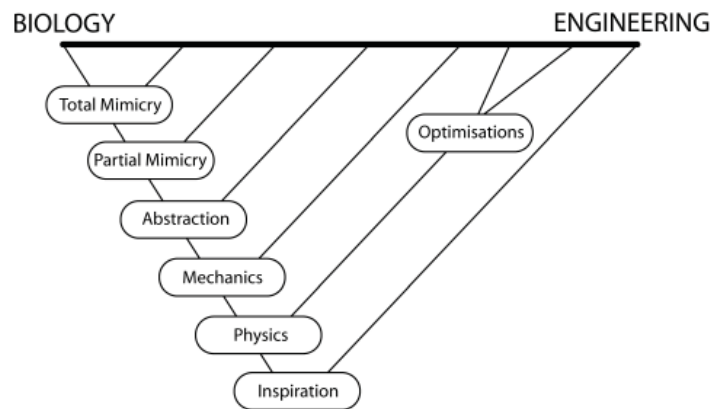 BIOLOGY
ENGINEERING
Total Mimicry
Optimisations
Partial Mimicry
Abstraction
Mechanics
Physics
Inspiration